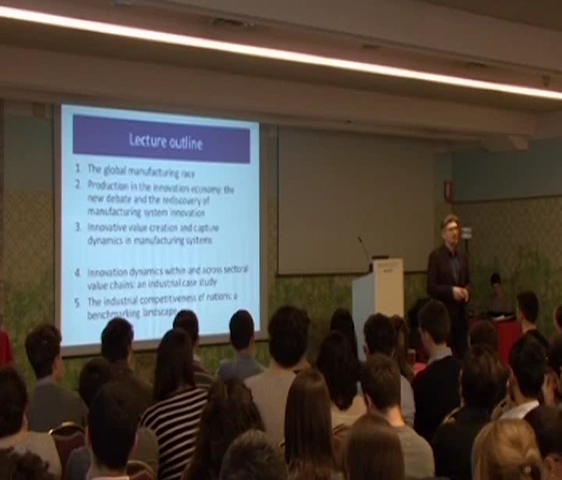 Lecture outline
1. The global manufacturing race
2. Production in the innovation economy: the
new debate and the rediscovery of
manufacturing system innovation
3. Innovative value creation and capture
dynamics in manufacturing systems
4. Innovation dynamics within and across sectoral
value chains: an industrial case study
5. The industrial competitiveness of nations: a
benchmarking landscape